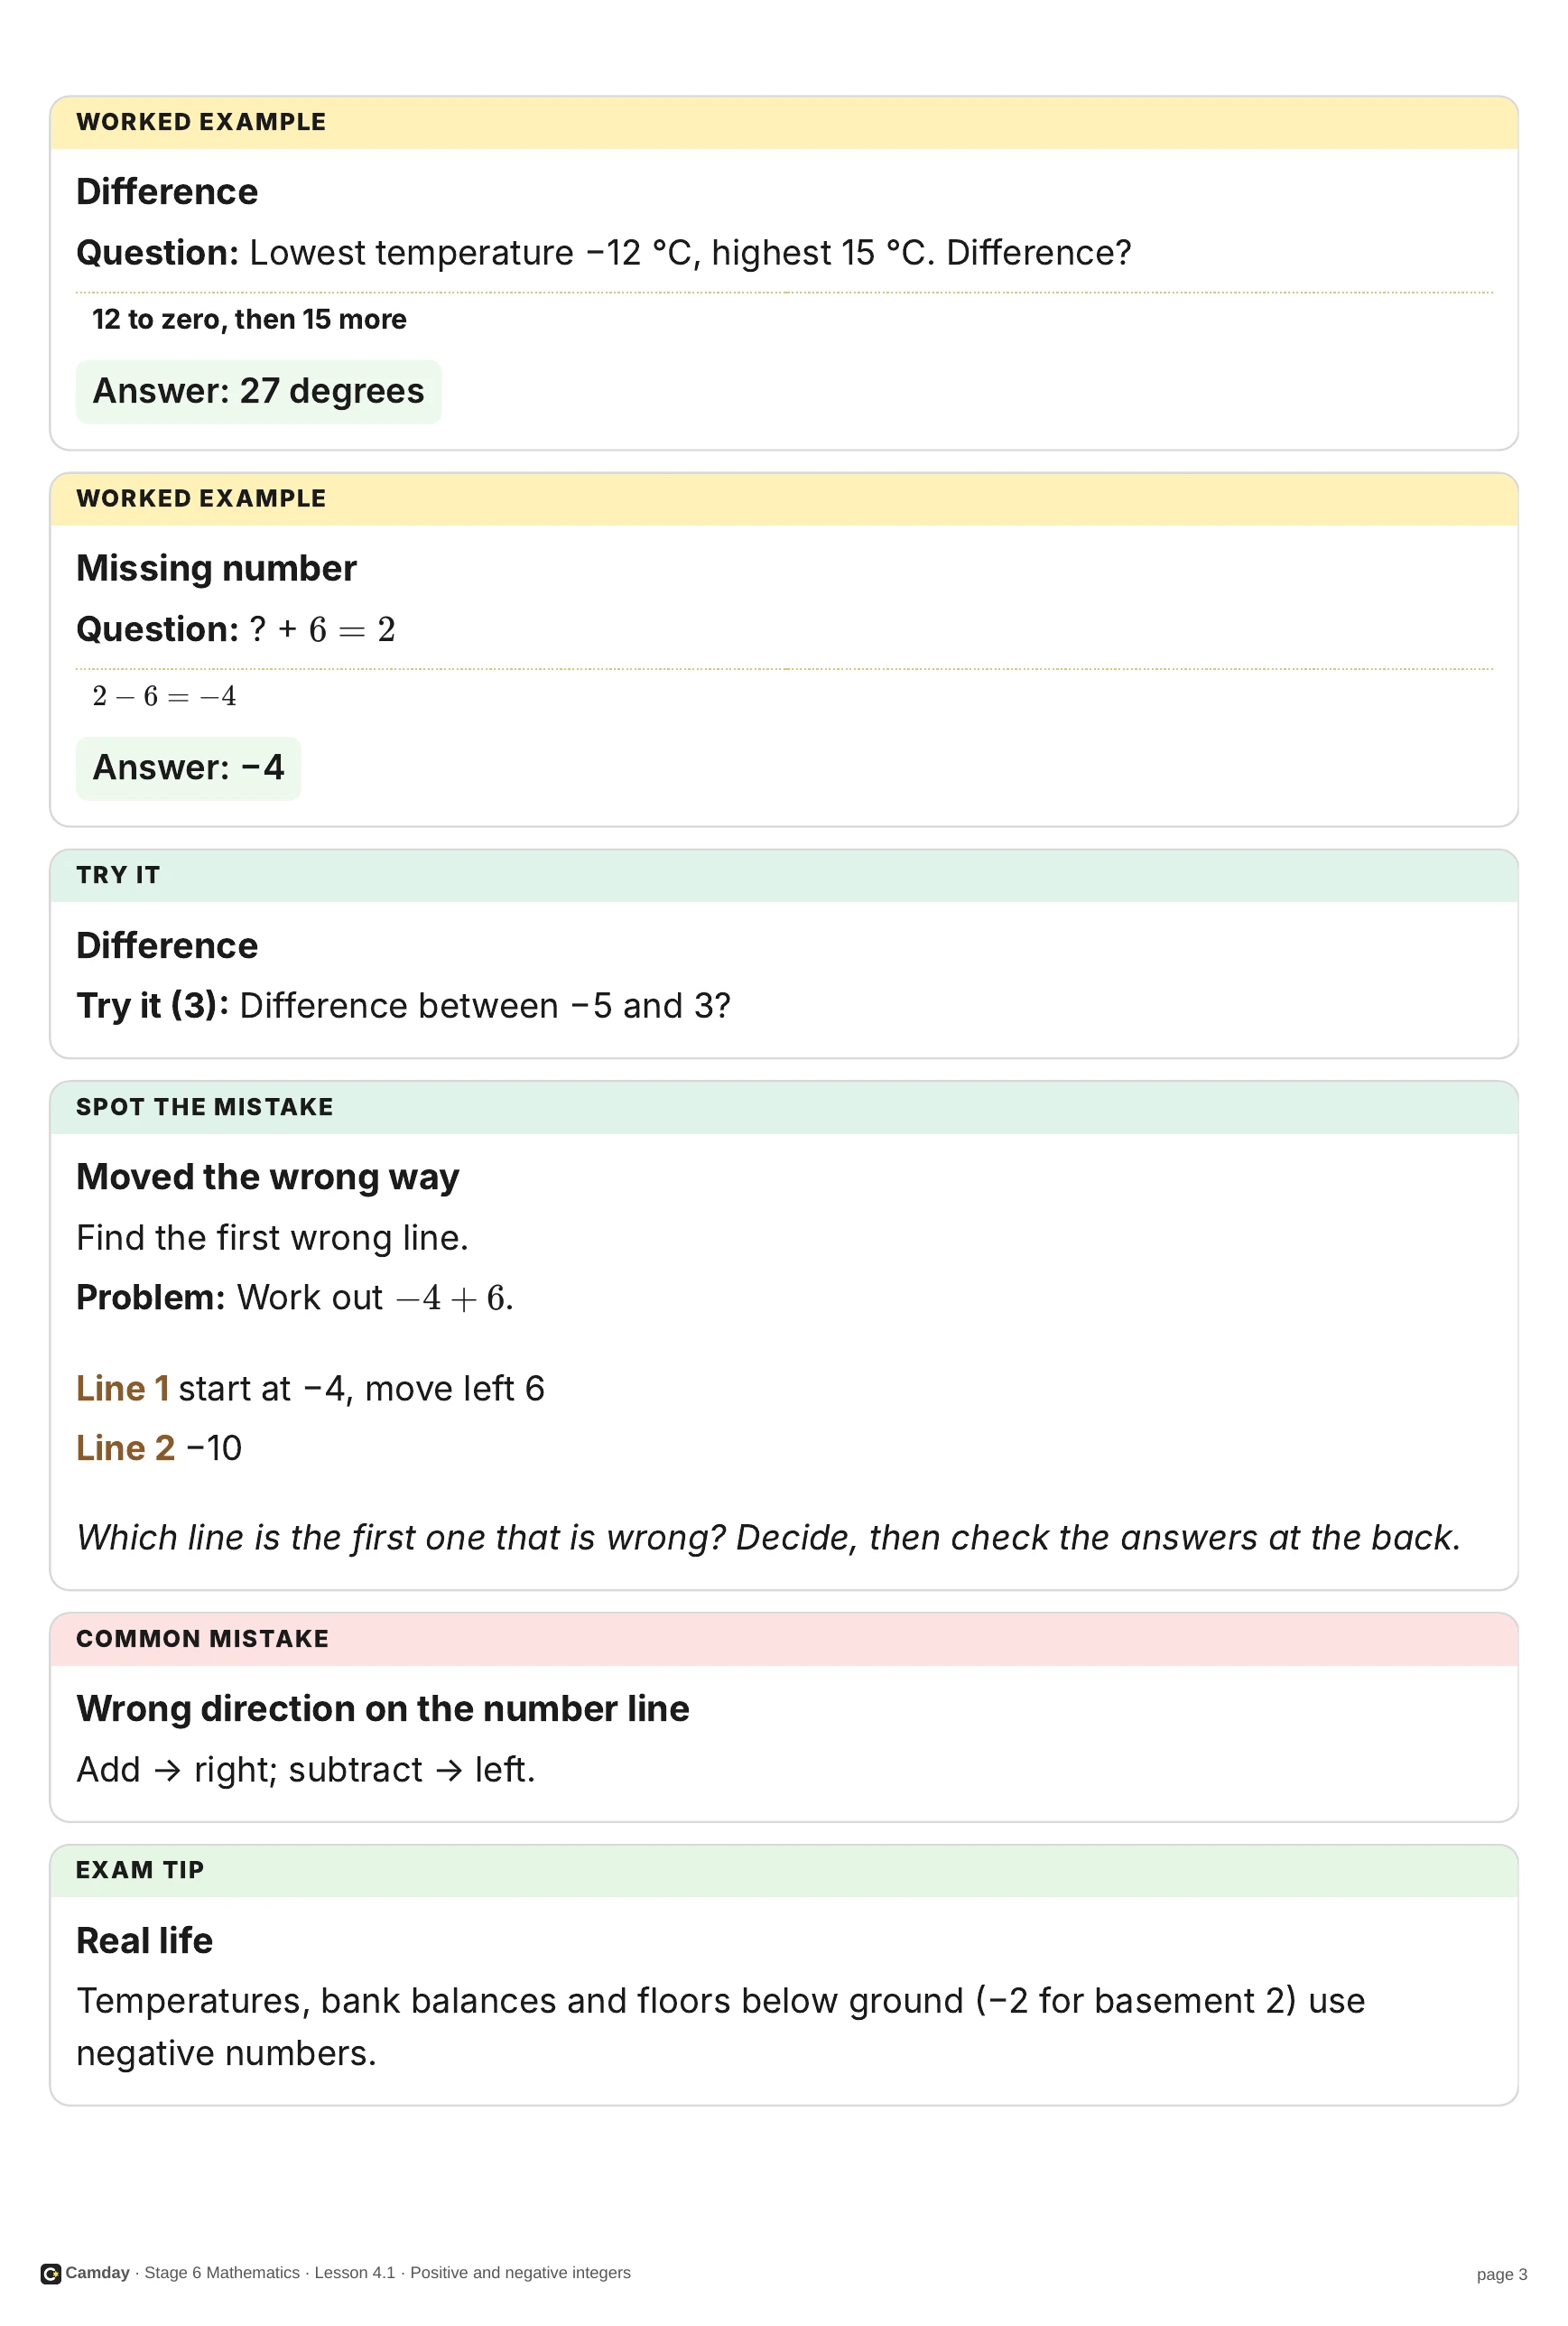 WORKED EXAMPLE
Difference
Question: Lowest temperature −12 °C, highest 15 °C. Difference?
12 to zero, then 15 more
Answer: 27 degrees
WORKED EXAMPLE
Missing number
Question: ? + 6 = 2
2 − 6 = −4
Answer: −4
TRY IT
Difference
Try it (3): Difference between −5 and 3?
SPOT THE MISTAKE
Moved the wrong way
Find the first wrong line.
Problem: Work out −4 + 6.
Line 1 start at −4, move left 6
Line 2 −10
Which line is the first one that is wrong? Decide, then check the answers at the back.
COMMON MISTAKE
Wrong direction on the number line
Add → right; subtract → left.
EXAM TIP
Real life
Temperatures, bank balances and floors below ground (−2 for basement 2) use
negative numbers.
Camday · Stage 6 Mathematics · Lesson 4.1 · Positive and negative integers
page 3